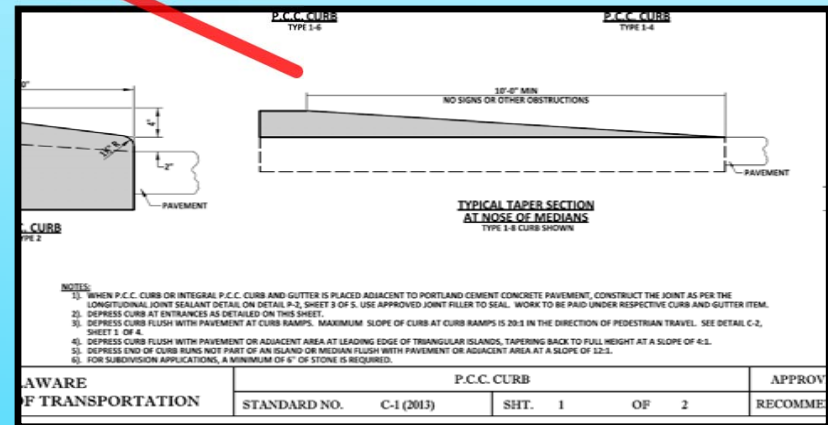 P.C.C. CURB
TYPE 1-6
P.C.C. CURB
TYPE 1-4
0"
4"
2"
PAVEMENT
C. CURB
YPE 2
10'-0" MIN
NO SIGNS OR OTHER OBSTRUCTIONS
PAVEMENT
TYPICAL TAPER SECTION
AT NOSE OF MEDIANS
TYPE 1-8 CURB SHOWN
NOTES:
1). WHEN P.C.C. CURB OR INTEGRAL P.C.C. CURB AND GUTTER IS PLACED ADJACENT TO PORTLAND CEMENT CONCRETE PAVEMENT, CONSTRUCT THE JOINT AS PER THE
LONGITUDINAL JOINT SEALANT DETAIL ON DETAIL P-2, SHEET 3 OF 5. USE APPROVED JOINT FILLER TO SEAL. WORK TO BE PAID UNDER RESPECTIVE CURB AND GUTTER ITEM.
2). DEPRESS CURB AT ENTRANCES AS DETAILED ON THIS SHEET.
3). DEPRESS CURB FLUSH WITH PAVEMENT AT CURB RAMPS. MAXIMUM SLOPE OF CURB AT CURB RAMPS IS 20:1 IN THE DIRECTION OF PEDESTRIAN TRAVEL. SEE DETAIL C-2,
SHEET 1 OF 4.
4). DEPRESS CURB FLUSH WITH PAVEMENT OR ADJACENT AREA AT LEADING EDGE OF TRIANGULAR ISLANDS, TAPERING BACK TO FULL HEIGHT AT A SLOPE OF 4:1.
5). DEPRESS END OF CURB RUNS NOT PART OF AN ISLAND OR MEDIAN FLUSH WITH PAVEMENT OR ADJACENT AREA AT A SLOPE OF 12:1.
6). FOR SUBDIVISION APPLICATIONS, A MINIMUM OF 6" OF STONE IS REQUIRED.
AWARE
OF TRANSPORTATION
P.C.C. CURB
STANDARD NO. C-1 (2013) SHT. 1 OF 2
APPROV
RECOMME